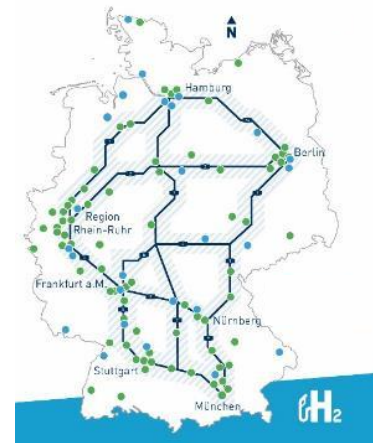 N
Hamburg
Berlin
Region
Rhein-Ruhr
Frankfurt a.M.
Nürnberg
Stuttgart
München
H2